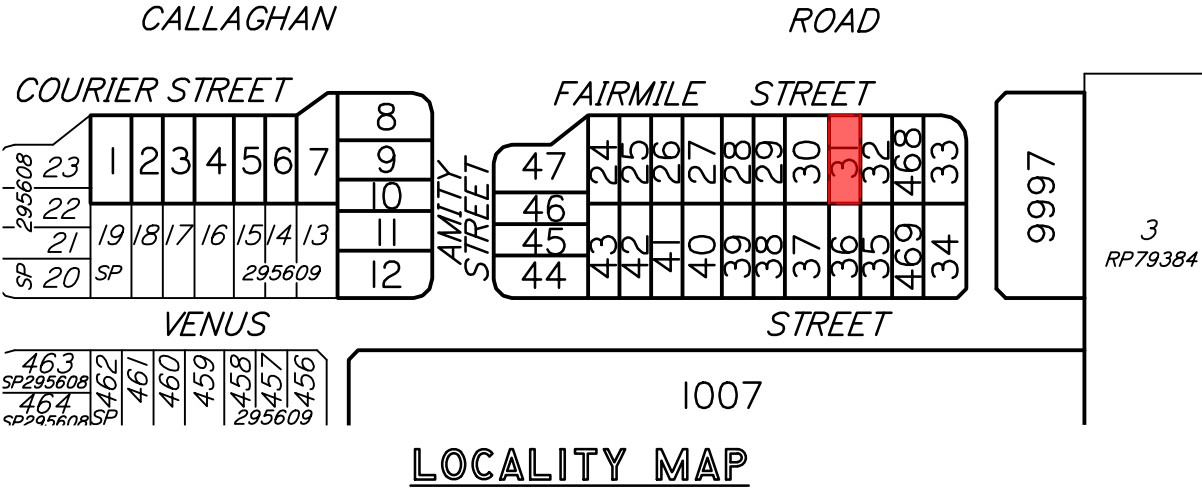 CALLAGHAN ROAD
COURIER STREET
FAIRMILE STREET
8
23 1 2 3 4 5 6 7 9
295608
22 10
21 19 18 17 16 15 14 13 11
SP 20 SP 295609 12
AMITY
STREET
47 24 25 26 27 28 29 30 31 32 468 33
46
45 43 42 41 40 39 38 37 36 35 469 34
44
9997
3
RP79384
VENUS STREET
463
SP295608
464
SP295608
462 461 460 459 458 457 456
SP 295609
1007
LOCALITY MAP